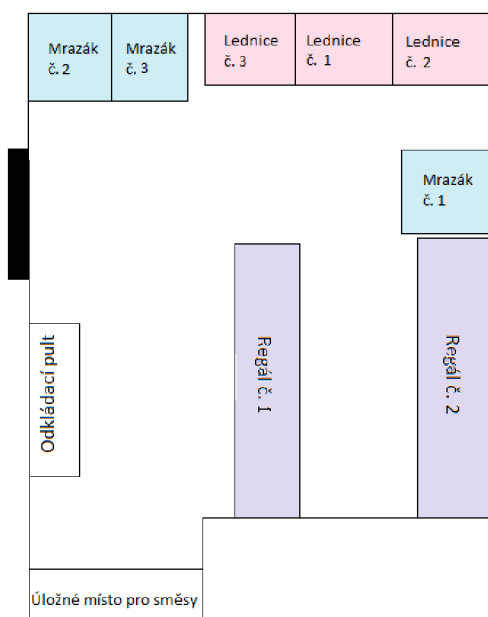 Mrazák
č. 2
Mrazák
č. 3
Lednice
č. 3
Lednice
č. 1
Lednice
č. 2
Mrazák
č. 1
Regál č. 1
Regál č. 2
Odkládací pult
Úložné místo pro směsy